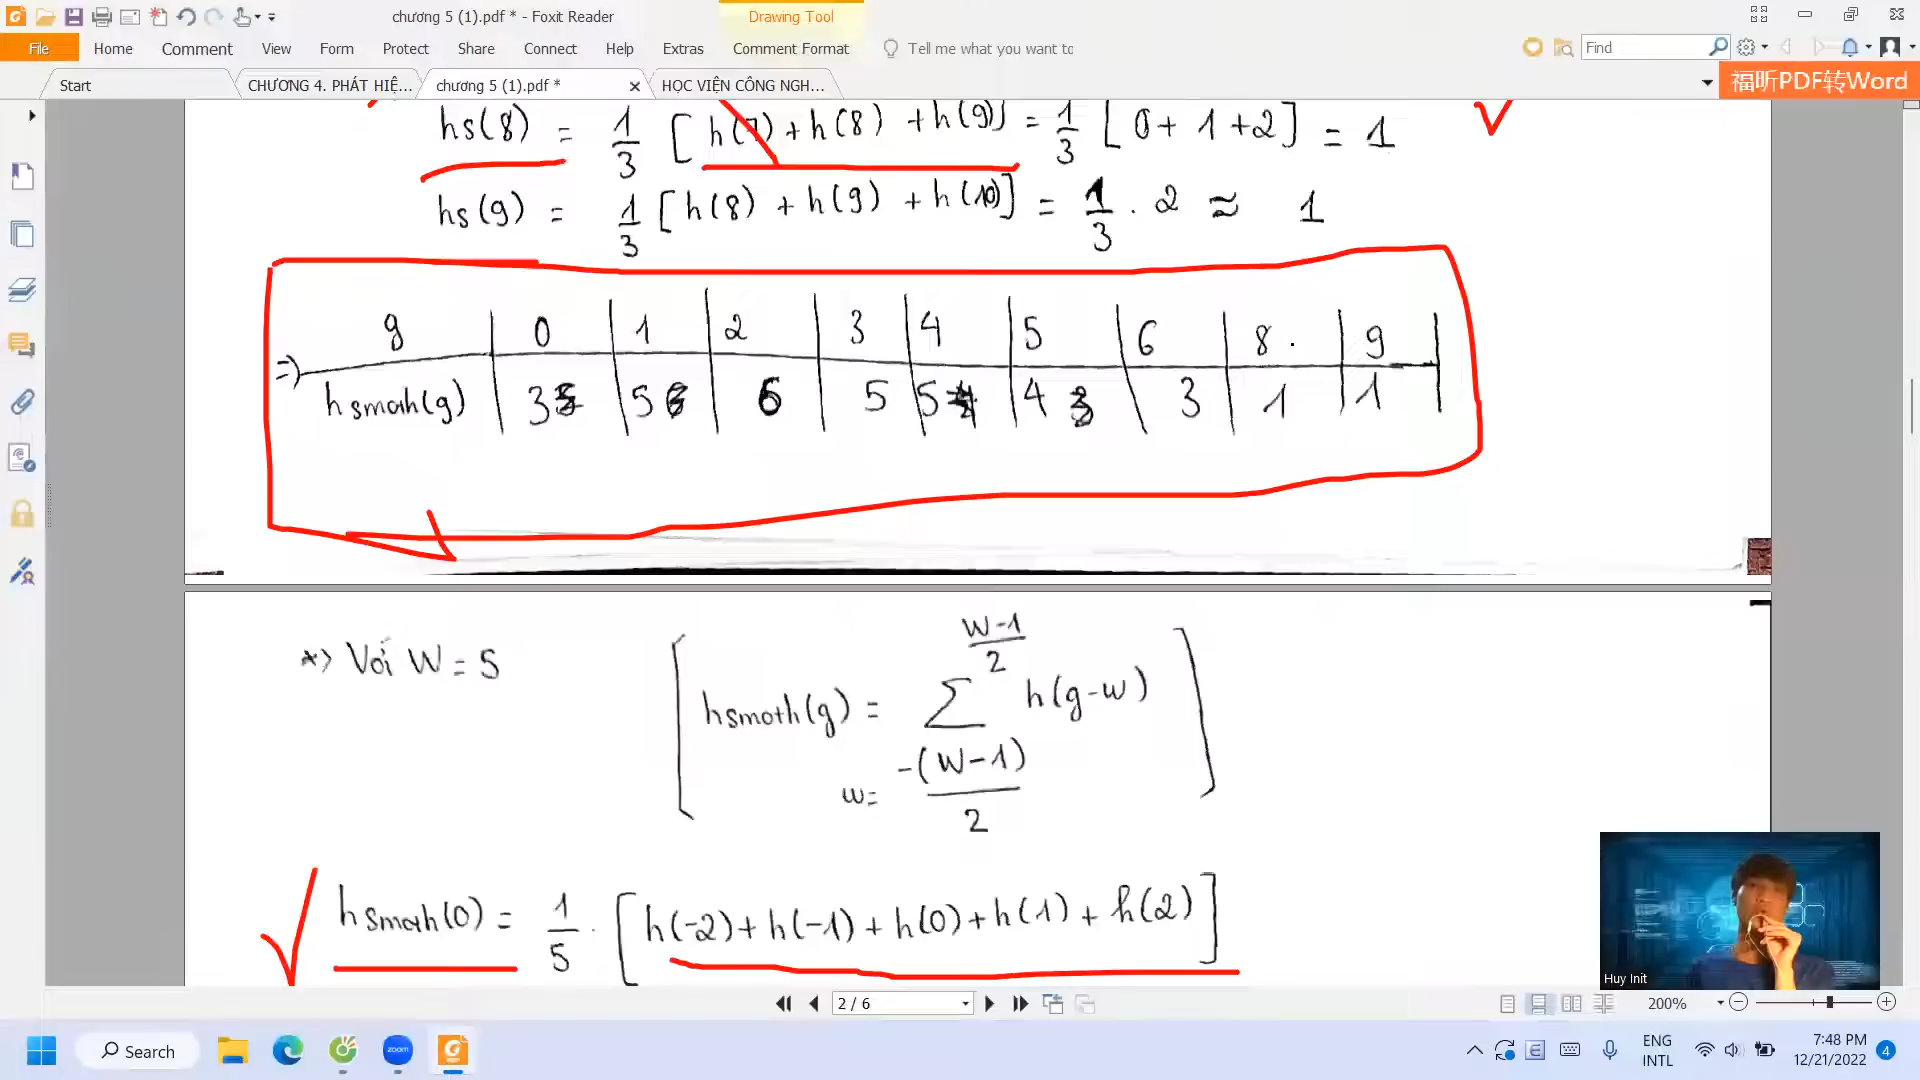 chương 5 (1).pdf * - Foxit Reader
Drawing Tool
File Home Comment View Form Protect Share Connect Help Extras Comment Format Tell me what you want to Find
Start CHƯƠNG 4. PHÁT HIỆ... chương 5 (1).pdf * HỌC VIỆN CÔNG NGH... 福昕PDF转Word
hs(8) = 1/3 [h(7)+h(8)+h(9)] = 1/3 [0+1+2] = 1
hs(9) = 1/3 [h(8)+h(9)+h(10)] = 1/3 . 2 ≈ 1
g 0 1 2 3 4 5 6 8 9
=> hsmoth(g) 3 5 6 5 5 4 3 1 1
*) Với W = 5
hsmoth(g) = Σ h(g-w)
W-1
2
w= -(W-1)
2
hsmoth(0) = 1/5 . [h(-2)+h(-1)+h(0)+h(1)+h(2)]
Huy Init
2 / 6 200%
Search zoom ENG INTL 7:48 PM 12/21/2022 4